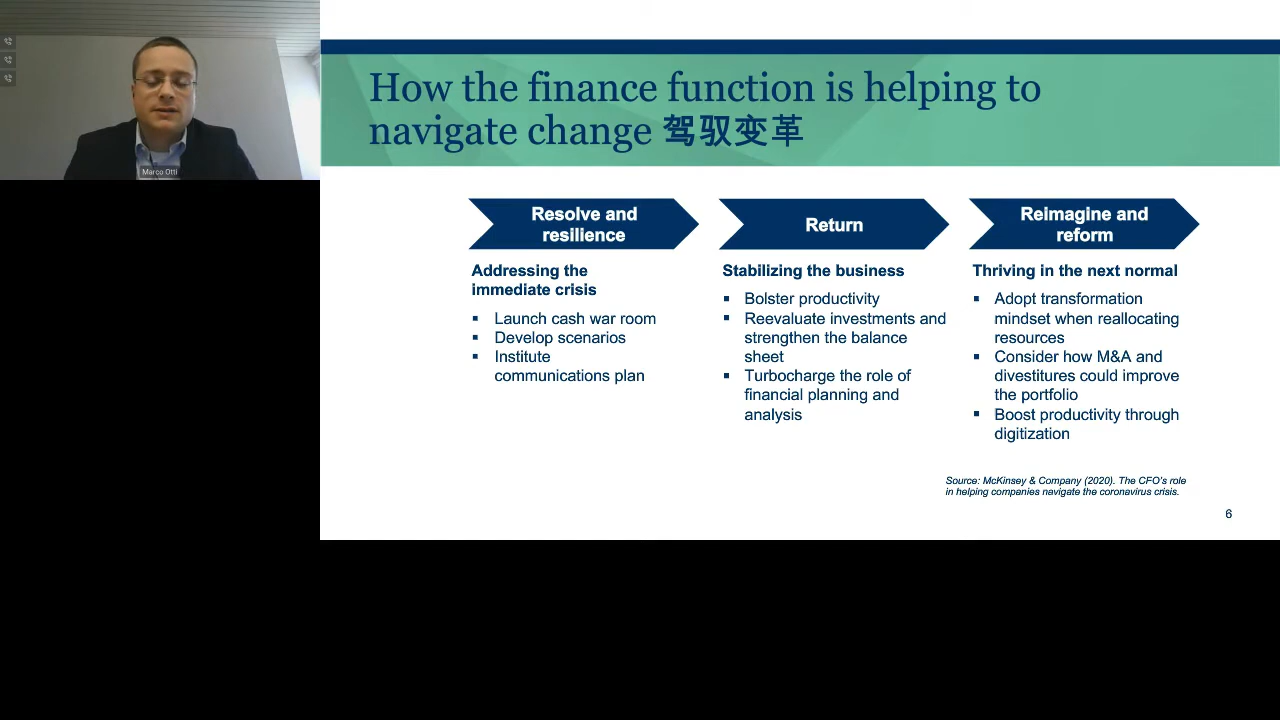 Marco Otti
How the finance function is helping to
navigate change 驾驭变革
Resolve and
resilience
Addressing the
immediate crisis
▪ Launch cash war room
▪ Develop scenarios
▪ Institute
communications plan
Return
Stabilizing the business
▪ Bolster productivity
▪ Reevaluate investments and
strengthen the balance
sheet
▪ Turbocharge the role of
financial planning and
analysis
Reimagine and
reform
Thriving in the next normal
▪ Adopt transformation
mindset when reallocating
resources
▪ Consider how M&A and
divestitures could improve
the portfolio
▪ Boost productivity through
digitization
Source: McKinsey & Company (2020). The CFO's role
in helping companies navigate the coronavirus crisis.
6